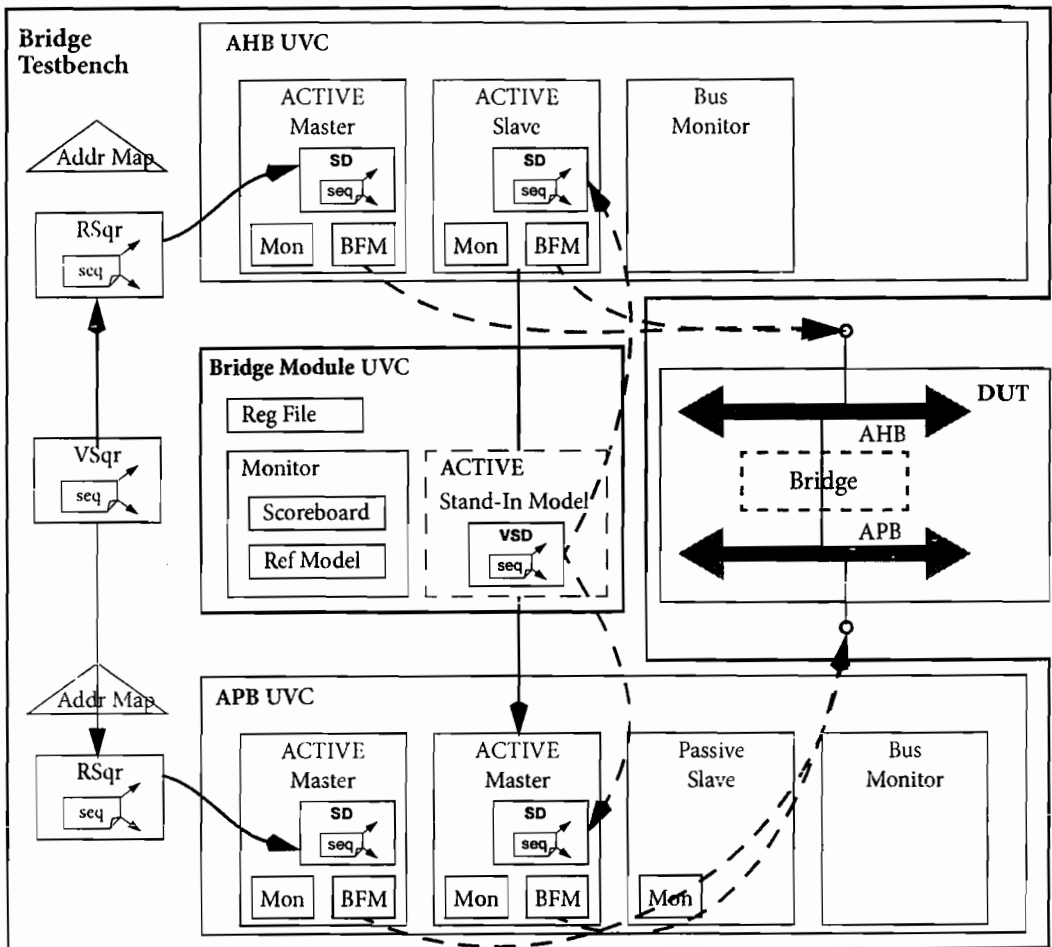 Bridge
Testbench
AHB UVC
ACTIVE
Master
SD
seq
Mon
BFM
ACTIVE
Slave
SD
seq
Mon
BFM
Bus
Monitor
Addr Map
RSqr
seq
VSqr
seq
Addr Map
RSqr
seq
Bridge Module UVC
Reg File
Monitor
Scoreboard
Ref Model
ACTIVE
Stand-In Model
VSD
seq
DUT
AHB
Bridge
APB
APB UVC
ACTIVE
Master
SD
seq
Mon
BFM
ACTIVE
Master
SD
seq
Mon
BFM
Passive
Slave
Mon
Bus
Monitor